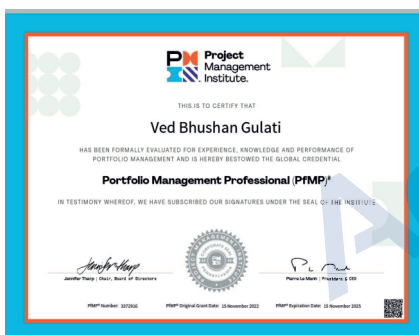 Project
Management
Institute.
THIS IS TO CERTIFY THAT
Ved Bhushan Gulati
HAS BEEN FORMALLY EVALUATED FOR EXPERIENCE, KNOWLEDGE AND PERFORMANCE OF
PORTFOLIO MANAGEMENT AND IS HEREBY BESTOWED THE GLOBAL CREDENTIAL
Portfolio Management Professional (PfMP)®
IN TESTIMONY WHEREOF, WE HAVE SUBSCRIBED OUR SIGNATURES UNDER THE SEAL OF THE INSTITUTE
Jennifer Tharp | Chair, Board of Directors
Pierre Le Manh | President & CEO
PfMP® Number: 3372916
PfMP® Original Grant Date: 15 November 2022
PfMP® Expiration Date: 15 November 2025